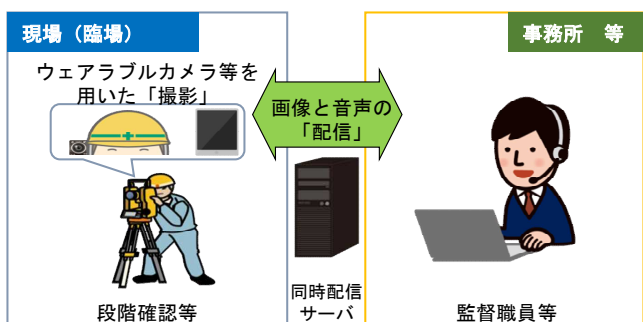 現場（臨場）
事務所　等
ウェアラブルカメラ等を
用いた「撮影」
画像と音声の
「配信」
段階確認等
同時配信
サーバ
監督職員等